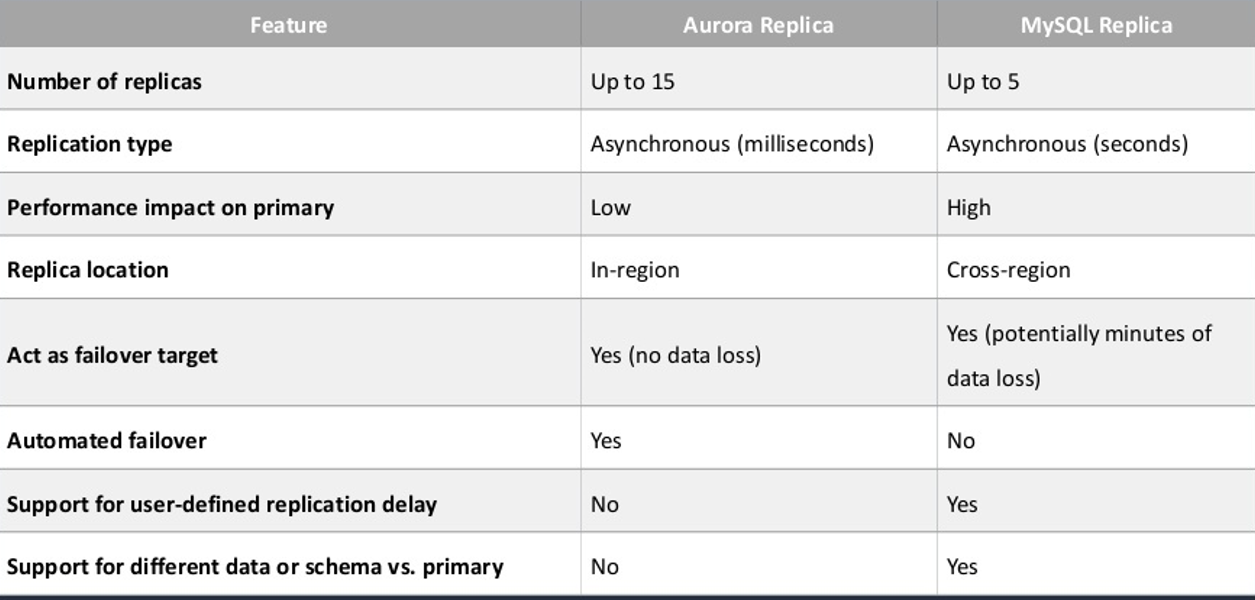 Feature Aurora Replica MySQL Replica
Number of replicas Up to 15 Up to 5
Replication type Asynchronous (milliseconds) Asynchronous (seconds)
Performance impact on primary Low High
Replica location In-region Cross-region
Act as failover target Yes (no data loss) Yes (potentially minutes of
data loss)
Automated failover Yes No
Support for user-defined replication delay No Yes
Support for different data or schema vs. primary No Yes